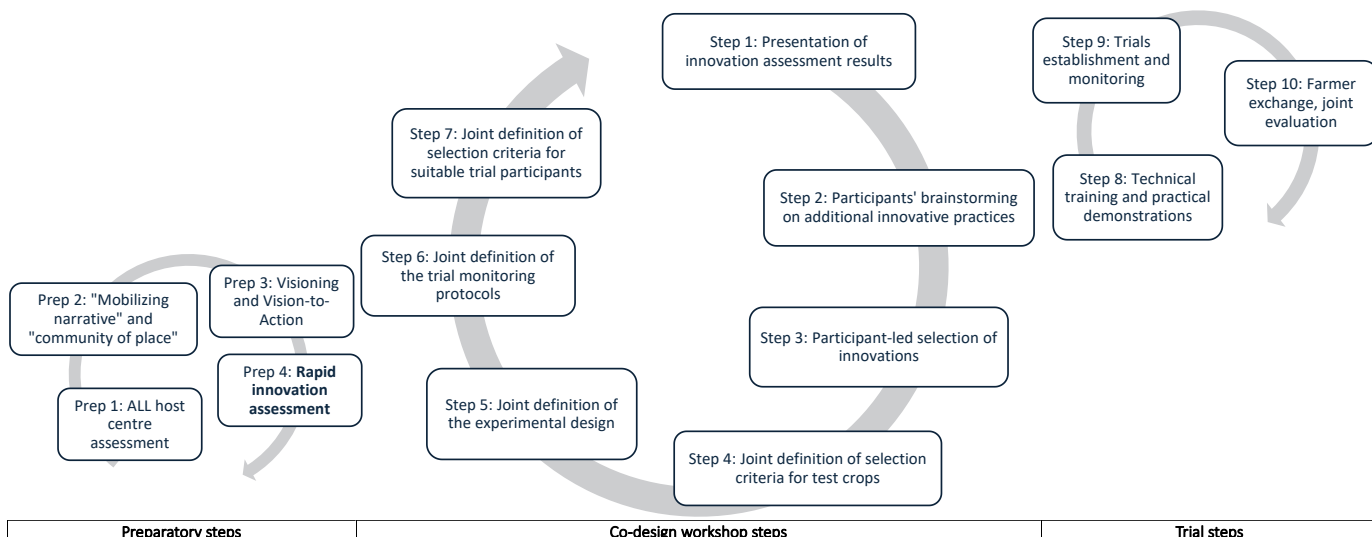 Prep 1: ALL host
centre
assessment
Prep 2: "Mobilizing
narrative" and
"community of place"
Prep 3: Visioning
and Vision-to-
Action
Prep 4: Rapid
innovation
assessment
Step 1: Presentation of
innovation assessment results
Step 2: Participants' brainstorming
on additional innovative practices
Step 3: Participant-led selection of
innovations
Step 4: Joint definition of selection
criteria for test crops
Step 5: Joint definition of
the experimental design
Step 6: Joint definition of
the trial monitoring
protocols
Step 7: Joint definition of
selection criteria for
suitable trial participants
Step 8: Technical
training and practical
demonstrations
Step 9: Trials
establishment and
monitoring
Step 10: Farmer
exchange, joint
evaluation
Preparatory steps
Co-design workshop steps
Trial steps